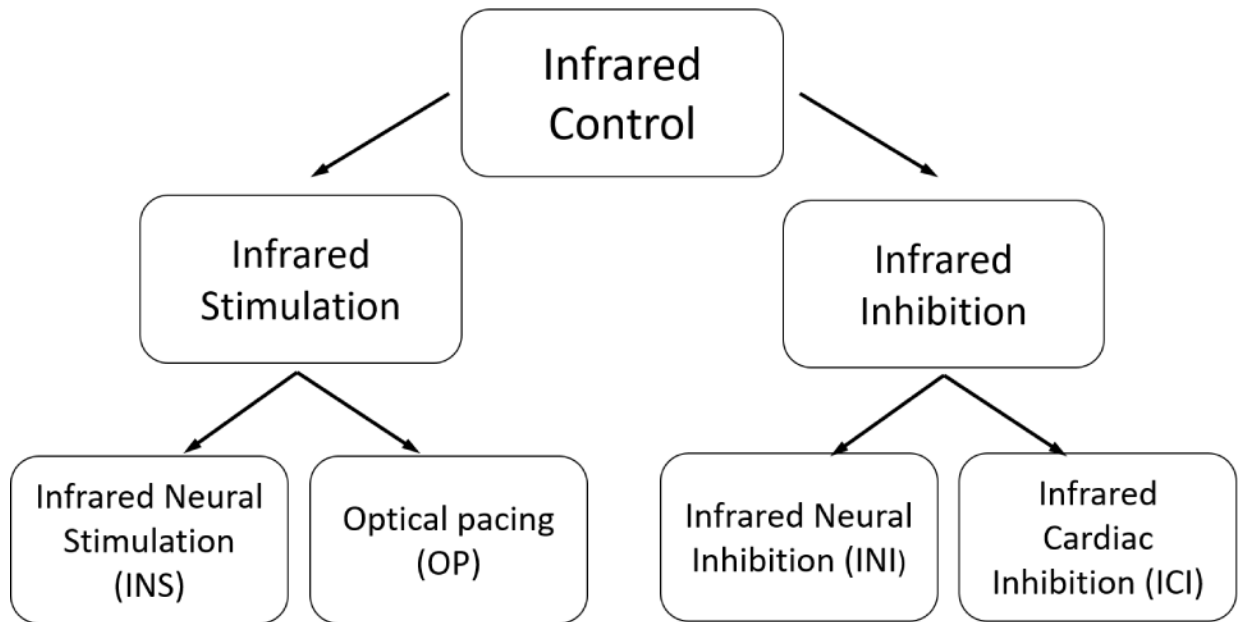 Infrared
Control
Infrared
Stimulation
Infrared
Inhibition
Infrared Neural
Stimulation
(INS)
Optical pacing
(OP)
Infrared Neural
Inhibition (INI)
Infrared
Cardiac
Inhibition (ICI)